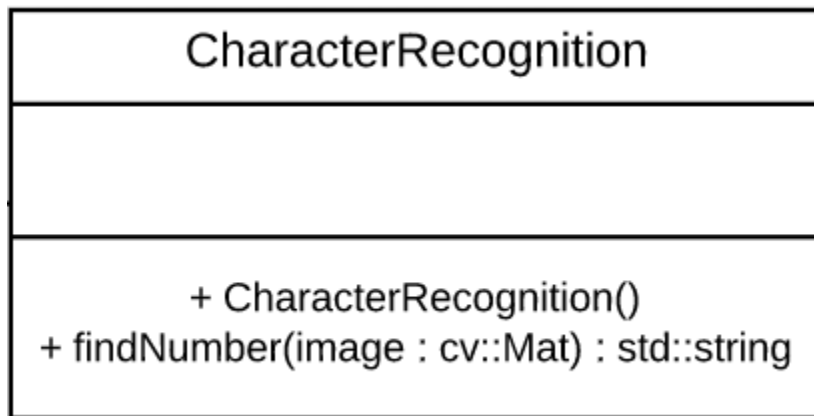 CharacterRecognition
+ CharacterRecognition()
+ findNumber(image : cv::Mat) : std::string